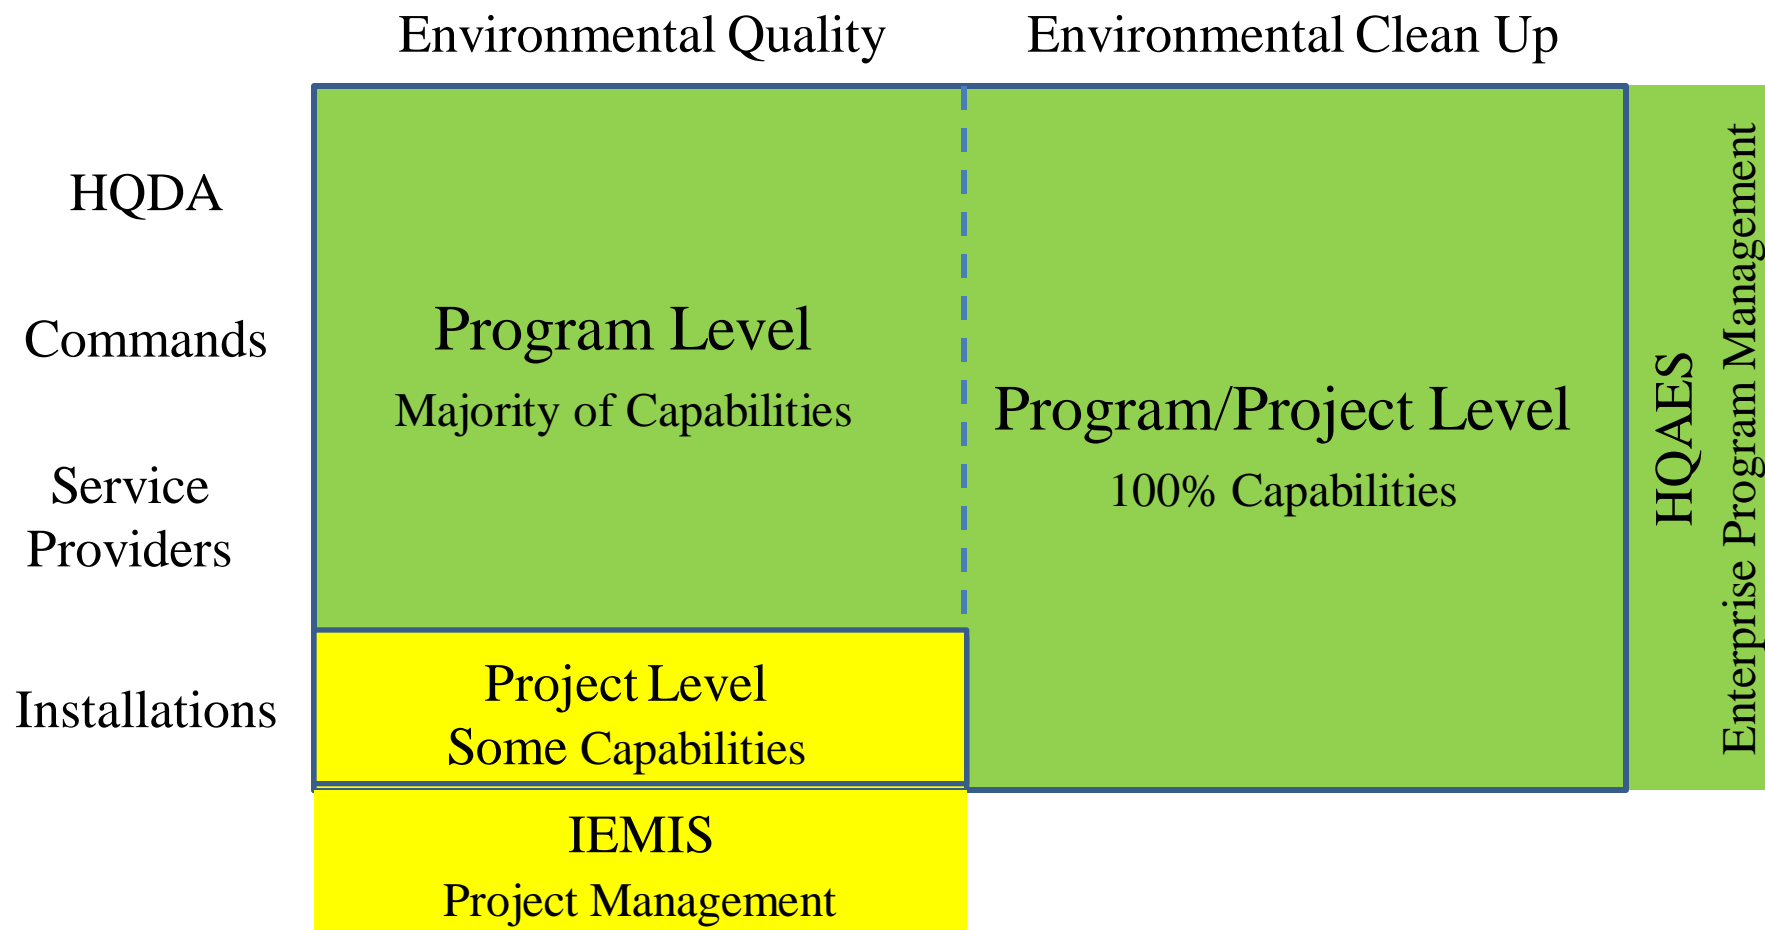 Environmental Quality
Environmental Clean Up
HQDA
Commands
Service
Providers
Installations
Program Level
Majority of Capabilities
Program/Project Level
100% Capabilities
Project Level
Some Capabilities
IEMIS
Project Management
HQAES
Enterprise Program Management